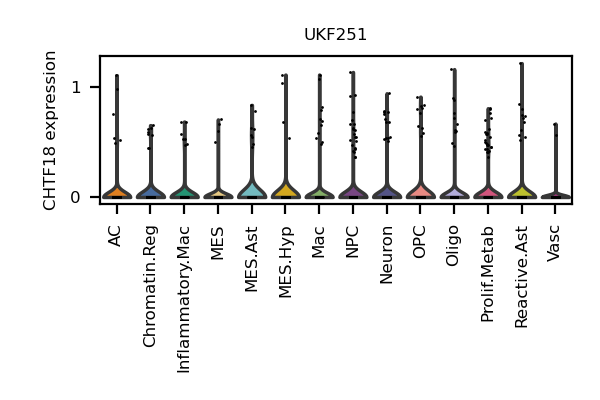 UKF251
CHTF18 expression
1
0
AC
Chromatin.Reg
Inflammatory.Mac
MES
MES.Ast
MES.Hyp
Mac
NPC
Neuron
OPC
Oligo
Prolif.Metab
Reactive.Ast
Vasc